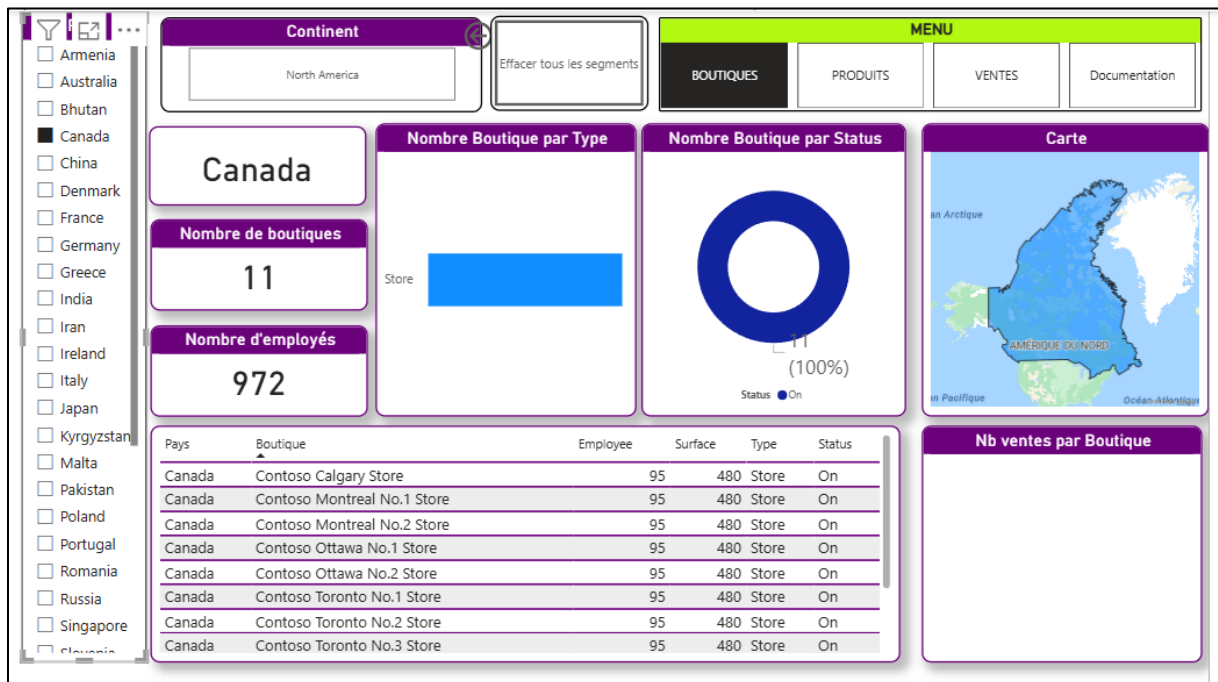 Armenia
Australia
Bhutan
Canada
China
Denmark
France
Germany
Greece
India
Iran
Ireland
Italy
Japan
Kyrgyzstan
Malta
Pakistan
Poland
Portugal
Romania
Russia
Singapore
Continent
North America
Effacer tous les segments
MENU
BOUTIQUES PRODUITS VENTES Documentation
Canada
Nombre de boutiques
11
Nombre d'employés
972
Nombre Boutique par Type
Store
Nombre Boutique par Status
11
(100%)
Status On
Carte
an Arctique
AMÉRIQUE DU NORD
an Pacifique
Océan Atlantique
Pays Boutique Employee Surface Type Status
Canada Contoso Calgary Store 95 480 Store On
Canada Contoso Montreal No.1 Store 95 480 Store On
Canada Contoso Montreal No.2 Store 95 480 Store On
Canada Contoso Ottawa No.1 Store 95 480 Store On
Canada Contoso Ottawa No.2 Store 95 480 Store On
Canada Contoso Toronto No.1 Store 95 480 Store On
Canada Contoso Toronto No.2 Store 95 480 Store On
Canada Contoso Toronto No.3 Store 95 480 Store On
Nb ventes par Boutique